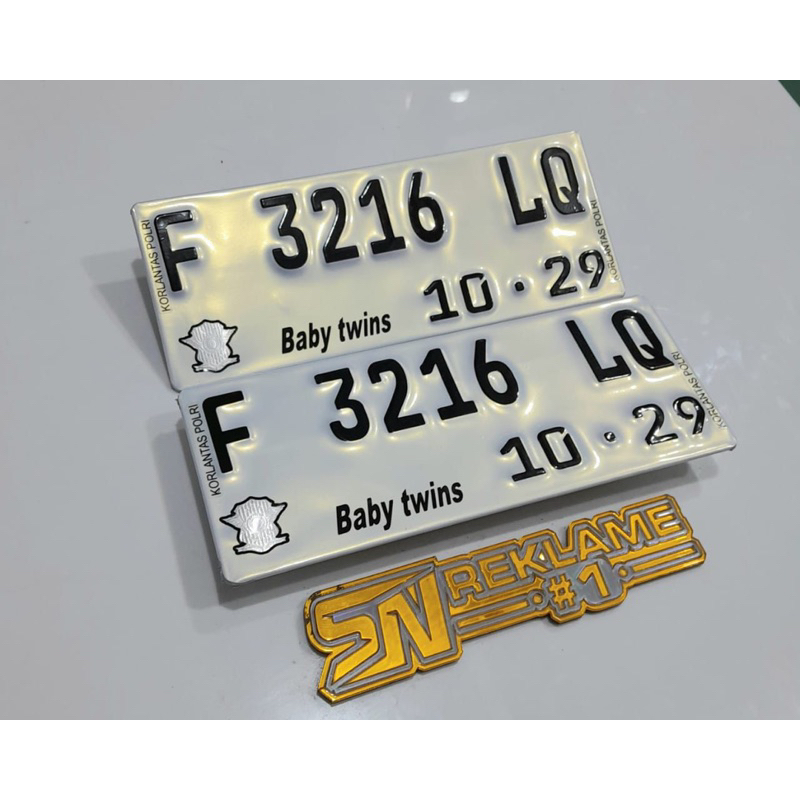 F 3216 LQ
KORLANTAS POLRI
KORLANTAS POLRI
10 · 29
Baby twins
F 3216 LQ
KORLANTAS POLRI
KORLANTAS POLRI
10 · 29
Baby twins
SN REKLAME
#1